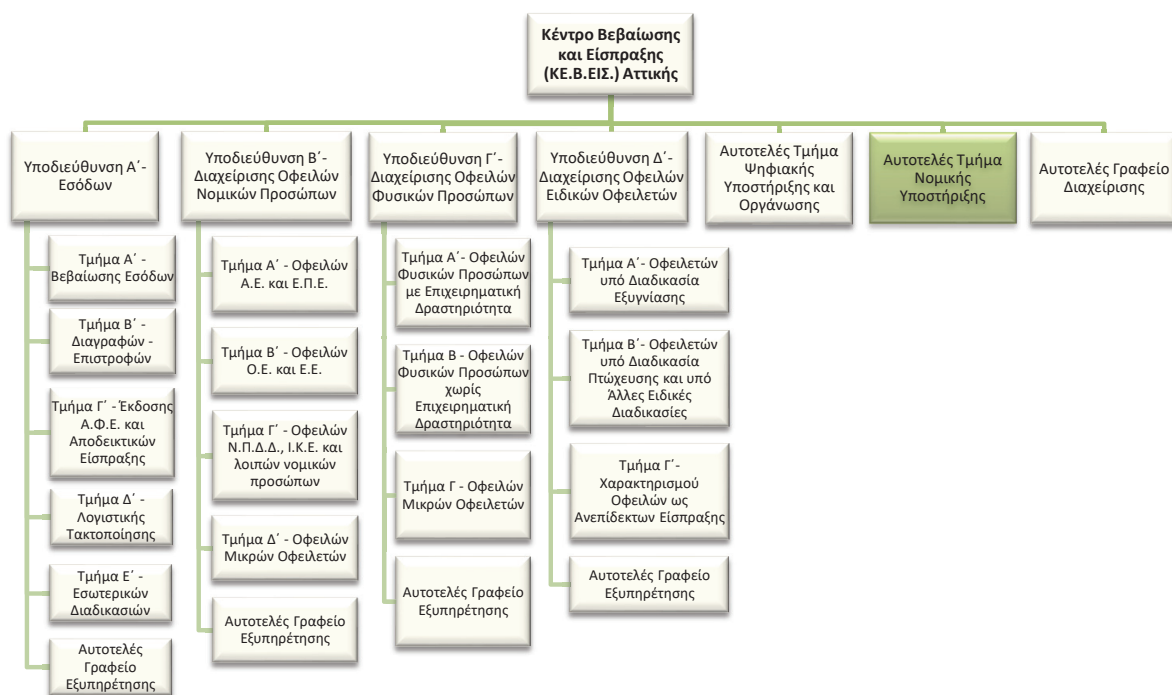 Κέντρο Βεβαίωσης
και Είσπραξης
(ΚΕ.Β.ΕΙΣ.) Αττικής
Υποδιεύθυνση Α΄-
Εσόδων
Τμήμα Α΄ -
Βεβαίωσης Εσόδων
Τμήμα Β΄ -
Διαγραφών -
Επιστροφών
Τμήμα Γ΄ - Έκδοσης
Α.Φ.Ε. και
Αποδεικτικών
Είσπραξης
Τμήμα Δ΄ -
Λογιστικής
Τακτοποίησης
Τμήμα Ε΄ -
Εσωτερικών
Διαδικασιών
Αυτοτελές
Γραφείο
Εξυπηρέτησης
Υποδιεύθυνση Β΄-
Διαχείρισης Οφειλών
Νομικών Προσώπων
Τμήμα Α΄ - Οφειλών
Α.Ε. και Ε.Π.Ε.
Τμήμα Β΄ - Οφειλών
Ο.Ε. και Ε.Ε.
Τμήμα Γ΄ - Οφειλών
Ν.Π.Δ.Δ., Ι.Κ.Ε. και
λοιπών νομικών
προσώπων
Τμήμα Δ΄ - Οφειλών
Μικρών Οφειλετών
Αυτοτελές Γραφείο
Εξυπηρέτησης
Υποδιεύθυνση Γ΄-
Διαχείρισης Οφειλών
Φυσικών Προσώπων
Τμήμα Α΄- Οφειλών
Φυσικών Προσώπων
με Επιχειρηματική
Δραστηριότητα
Τμήμα Β - Οφειλών
Φυσικών Προσώπων
χωρίς
Επιχειρηματική
Δραστηριότητα
Τμήμα Γ - Οφειλών
Μικρών Οφειλετών
Αυτοτελές Γραφείο
Εξυπηρέτησης
Υποδιεύθυνση Δ΄-
Διαχείρισης Οφειλών
Ειδικών Οφειλετών
Τμήμα Α΄- Οφειλετών
υπό Διαδικασία
Εξυγνίασης
Τμήμα Β΄- Οφειλετών
υπό Διαδικασία
Πτώχευσης και υπό
Άλλες Ειδικές
Διαδικασίες
Τμήμα Γ΄-
Χαρακτηρισμού
Οφειλών ως
Ανεπίδεκτων Είσπραξης
Αυτοτελές Γραφείο
Εξυπηρέτησης
Αυτοτελές Τμήμα
Ψηφιακής
Υποστήριξης και
Οργάνωσης
Αυτοτελές Τμήμα
Νομικής
Υποστήριξης
Αυτοτελές Γραφείο
Διαχείρισης